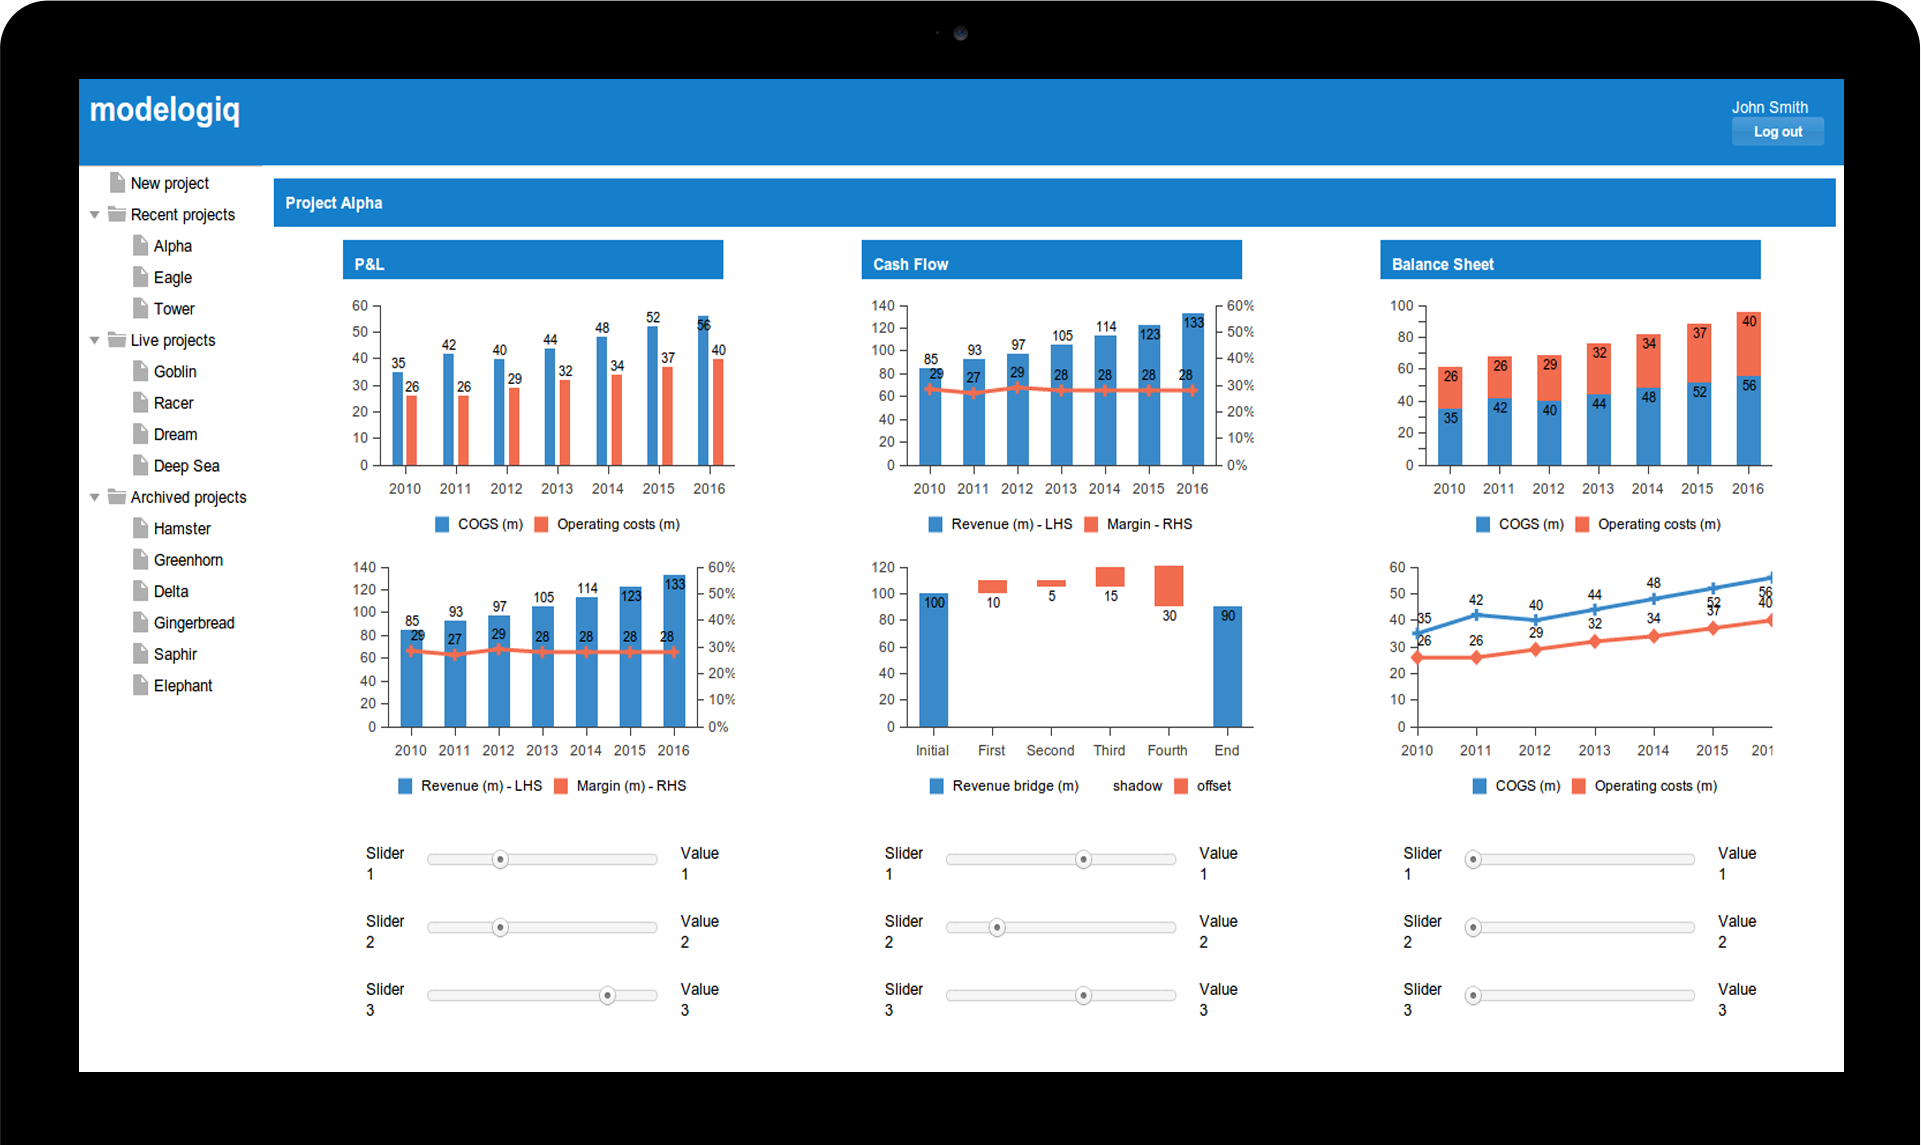 modelogiq
John Smith
Log out
New project
Recent projects
Alpha
Eagle
Tower
Live projects
Goblin
Racer
Dream
Deep Sea
Archived projects
Hamster
Greenhorn
Delta
Gingerbread
Saphir
Elephant
Project Alpha
P&L
60
50
40
30
20
10
0
35 42 40 44 48 52 56
26 26 29 32 34 37 40
2010 2011 2012 2013 2014 2015 2016
COGS (m) Operating costs (m)
140
120
100
80
60
40
20
0
60%
50%
40%
30%
20%
10%
0%
85 93 97 105 114 123 133
29 27 29 28 28 28 28
2010 2011 2012 2013 2014 2015 2016
Revenue (m) - LHS Margin (m) - RHS
Slider 1 Value 1
Slider 2 Value 2
Slider 3 Value 3
Cash Flow
140
120
100
80
60
40
20
0
60%
50%
40%
30%
20%
10%
0%
85 93 97 105 114 123 133
29 27 29 28 28 28 28
2010 2011 2012 2013 2014 2015 2016
Revenue (m) - LHS Margin - RHS
120
100
80
60
40
20
0
100 10 5 15 30 90
Initial First Second Third Fourth End
Revenue bridge (m) shadow offset
Slider 1 Value 1
Slider 2 Value 2
Slider 3 Value 3
Balance Sheet
100
80
60
40
20
0
26 26 29 32 34 37 40
35 42 40 44 48 52 56
2010 2011 2012 2013 2014 2015 2016
COGS (m) Operating costs (m)
60
50
40
30
20
10
0
35 42 40 44 48 52 56
26 26 29 32 34 37 40
2010 2011 2012 2013 2014 2015 201
COGS (m) Operating costs (m)
Slider 1 Value 1
Slider 2 Value 2
Slider 3 Value 3